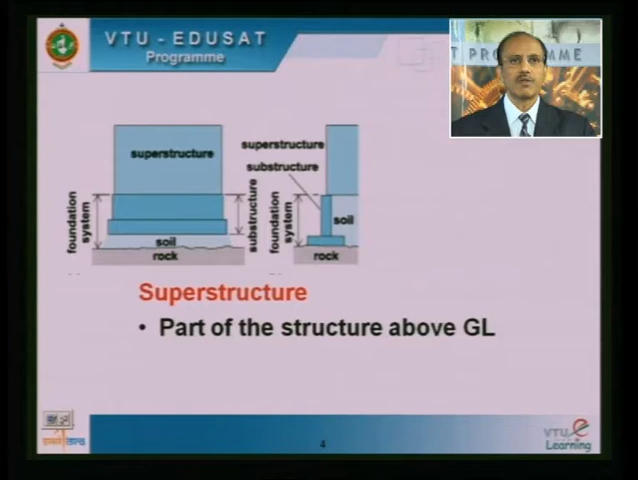 VTU - EDUSAT
Programme
T PROGRAMME
superstructure
foundation
system
substructure
soil
rock
superstructure
substructure
foundation
system
soil
rock
Superstructure
• Part of the structure above GL
4
VTU e
Learning